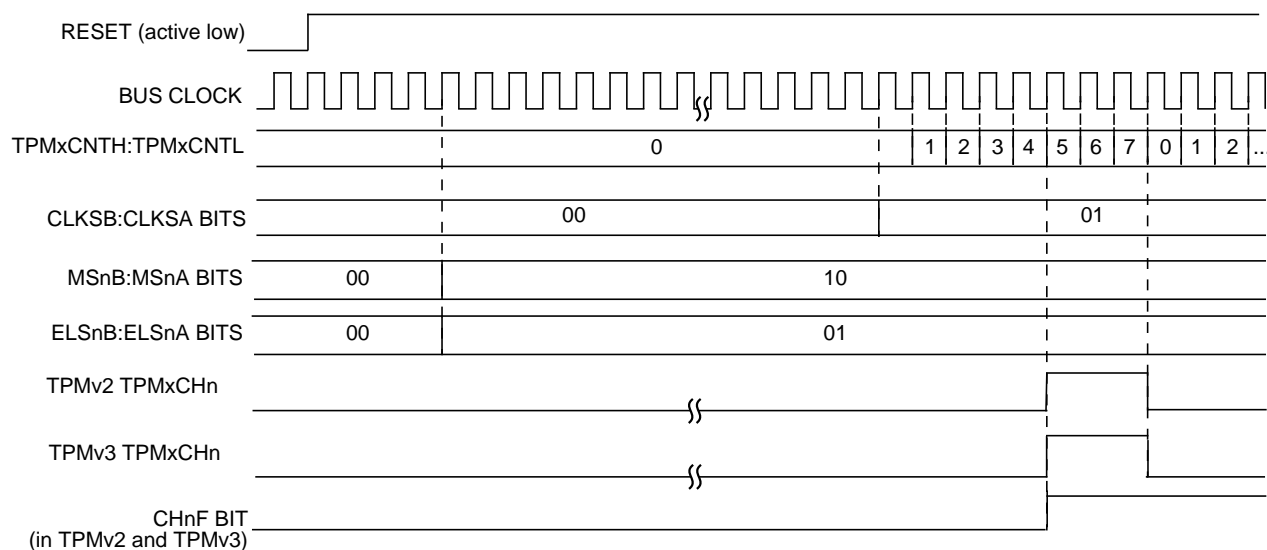 RESET (active low)
BUS CLOCK
TPMxCNTH:TPMxCNTL 0 1 2 3 4 5 6 7 0 1 2 ...
CLKSB:CLKSA BITS 00 01
MSnB:MSnA BITS 00 10
ELSnB:ELSnA BITS 00 01
TPMv2 TPMxCHn
TPMv3 TPMxCHn
CHnF BIT
(in TPMv2 and TPMv3)